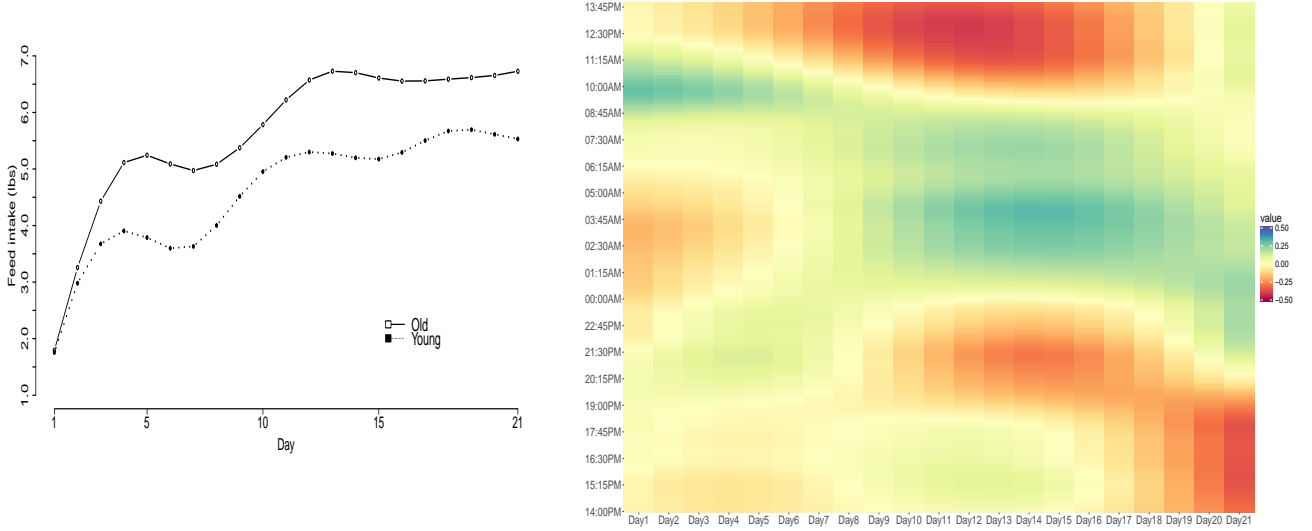 7.0
6.0
5.0
4.0
3.0
2.0
1.0
Feed intake (lbs)
1 5 10 15 21
Day
Old
Young
13:45PM
12:30PM
11:15AM
10:00AM
08:45AM
07:30AM
06:15AM
05:00AM
03:45AM
02:30AM
01:15AM
00:00AM
22:45PM
21:30PM
20:15PM
19:00PM
17:45PM
16:30PM
15:15PM
14:00PM
Day1 Day2 Day3 Day4 Day5 Day6 Day7 Day8 Day9 Day10 Day11 Day12 Day13 Day14 Day15 Day16 Day17 Day18 Day19 Day20 Day21
value
0.50
0.25
0.00
−0.25
−0.50